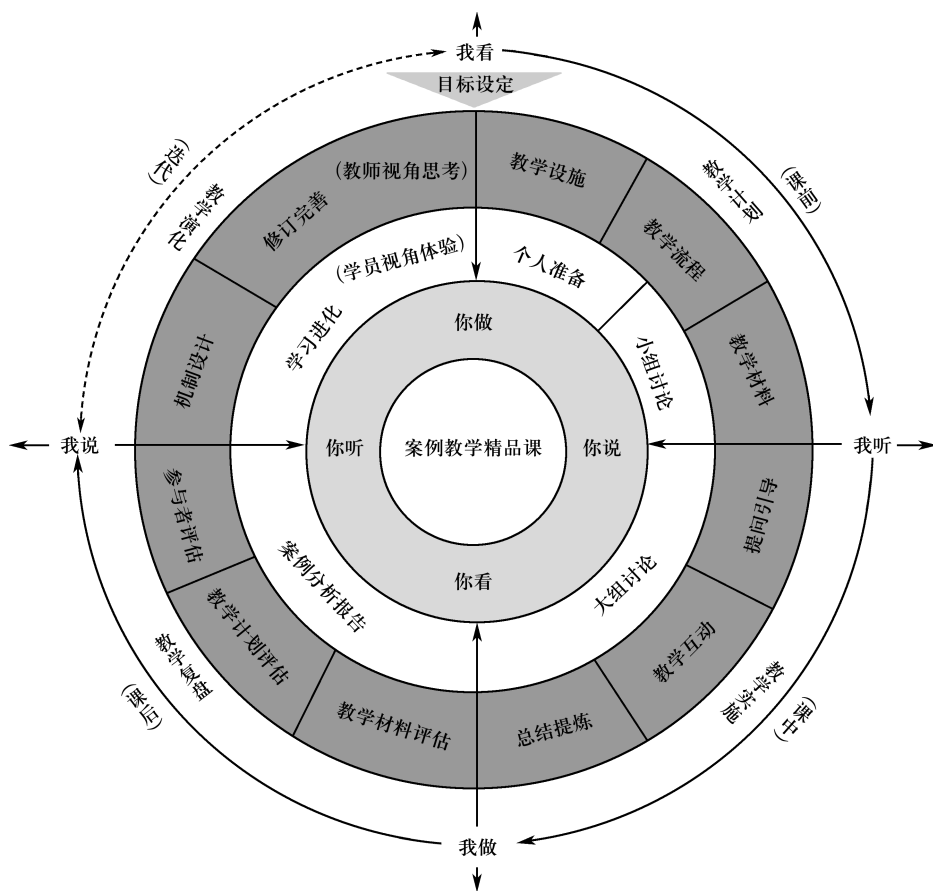 我看
目标设定
(教师视角思考)
教学设施
(迭代)
教学演化
修订完善
教学计划
(课前)
(学员视角体验)
个人准备
教学流程
学习进化
你做
小组讨论
机制设计
教学材料
我说
你听
案例教学精品课
你说
我听
参与者评估
提问引导
案例分析报告
你看
大组讨论
教学计划评估
教学互动
教学复盘
(课后)
教学材料评估
总结提炼
教学实施
(课中)
我做